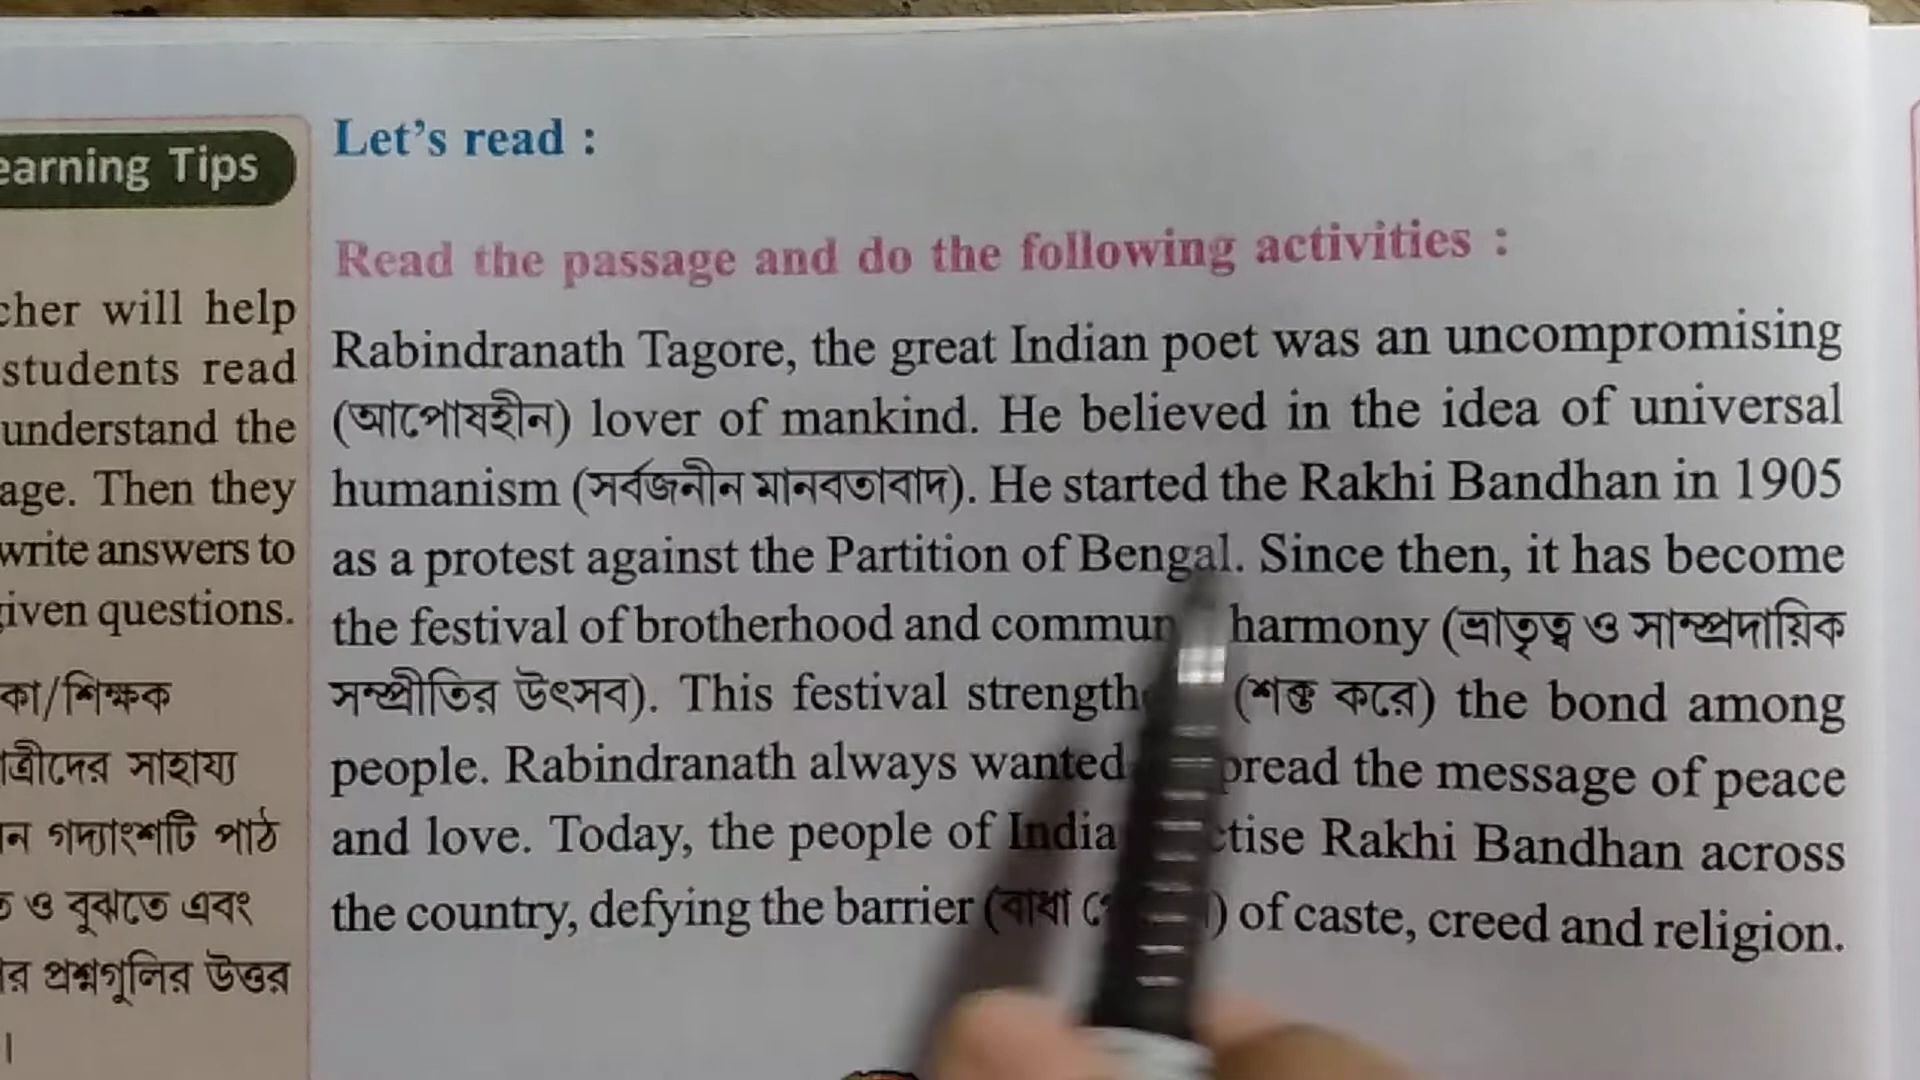 Learning Tips
cher will help
students read
understand the
age. Then they
write answers to
given questions.
কা/শিক্ষক
ত্রীদের সাহায্য
ন গদ্যাংশটি পাঠ
ও বুঝতে এবং
র প্রশ্নগুলির উত্তর
।
Let's read :
Read the passage and do the following activities :
Rabindranath Tagore, the great Indian poet was an uncompromising
(আপোষহীন) lover of mankind. He believed in the idea of universal
humanism (সর্বজনীন মানবতাবাদ). He started the Rakhi Bandhan in 1905
as a protest against the Partition of Bengal. Since then, it has become
the festival of brotherhood and harmony (ভ্রাতৃত্ব ও সাম্প্রদায়িক
সম্প্রীতির উৎসব). This festival (শক্ত করে) the bond among
people. Rabindranath always wanted spread the message of peace
and love. Today, the people of India Rakhi Bandhan across
the country, defying the barrier (বাধা ) of caste, creed and religion.